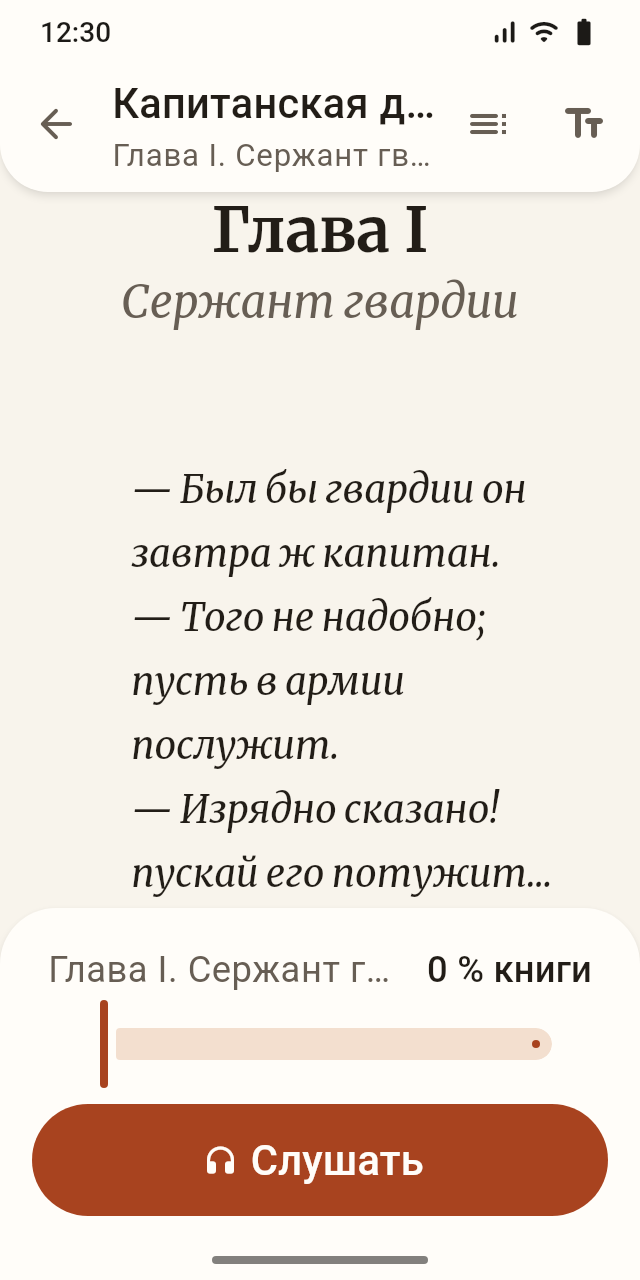 12:30
Капитанская д...
Глава I. Сержант гв...
Глава I
Сержант гвардии
— Был бы гвардии он
завтра ж капитан.
— Того не надобно;
пусть в армии
послужит.
— Изрядно сказано!
пускай его потужит...
Глава I. Сержант г...
0 % книги
Слушать